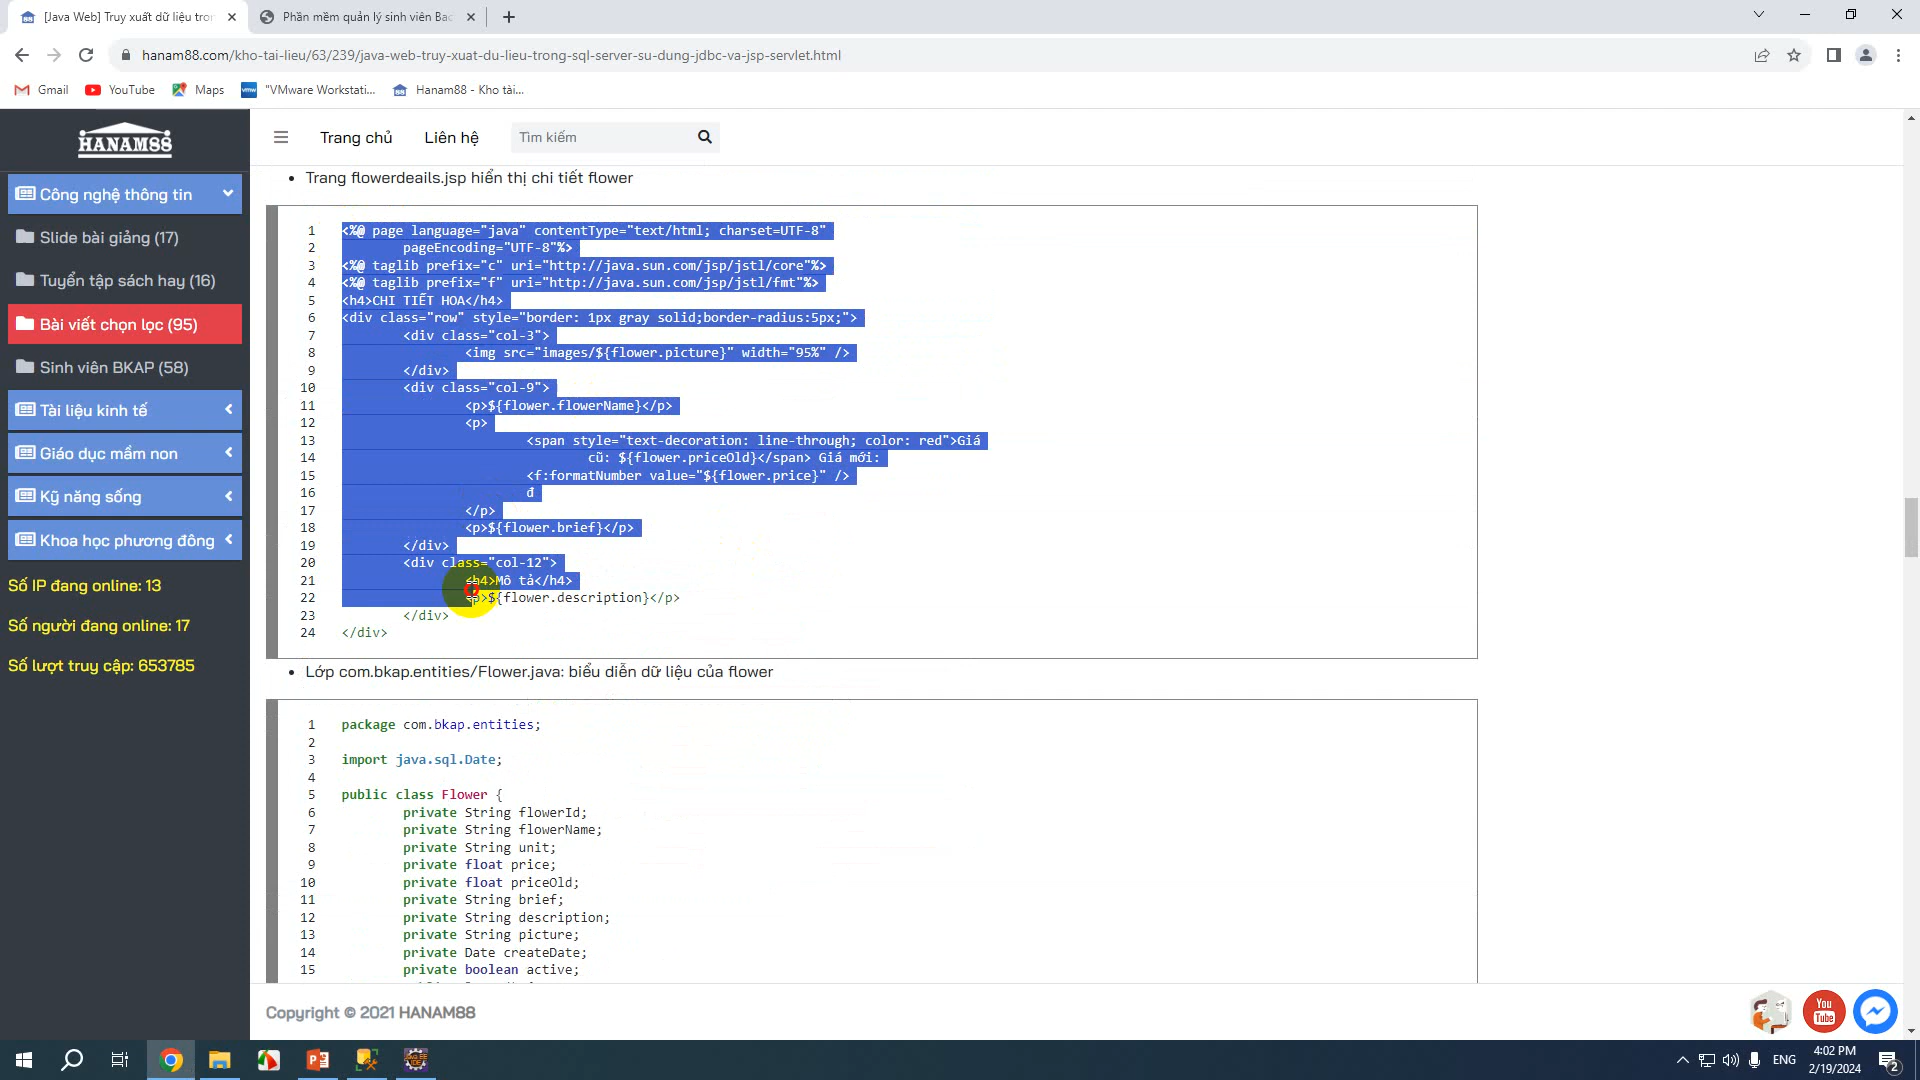 [Java Web] Truy xuất dữ liệu tron
Phần mềm quản lý sinh viên Bac
hanam88.com/kho-tai-lieu/63/239/java-web-truy-xuat-du-lieu-trong-sql-server-su-dung-jdbc-va-jsp-servlet.html
Gmail
YouTube
Maps
"VMware Workstati...
Hanam88 - Kho tài...
HANAM88
Trang chủ
Liên hệ
Tìm kiếm
Công nghệ thông tin
Slide bài giảng (17)
Tuyển tập sách hay (16)
Bài viết chọn lọc (95)
Sinh viên BKAP (58)
Tài liệu kinh tế
Giáo dục mầm non
Kỹ năng sống
Khoa học phương đông
Số IP đang online: 13
Số người đang online: 17
Số lượt truy cập: 653785
• Trang flowerdeails.jsp hiển thị chi tiết flower
1 <%@ page language="java" contentType="text/html; charset=UTF-8"
2 pageEncoding="UTF-8"%>
3 <%@ taglib prefix="c" uri="http://java.sun.com/jsp/jstl/core"%>
4 <%@ taglib prefix="f" uri="http://java.sun.com/jsp/jstl/fmt"%>
5 <h4>CHI TIẾT HOA</h4>
6 <div class="row" style="border: 1px gray solid;border-radius:5px;">
7 <div class="col-3">
8 <img src="images/${flower.picture}" width="95%" />
9 </div>
10 <div class="col-9">
11 <p>${flower.flowerName}</p>
12 <p>
13 <span style="text-decoration: line-through; color: red">Giá
14 cũ: ${flower.priceOld}</span> Giá mới:
15 <f:formatNumber value="${flower.price}" />
16 đ
17 </p>
18 <p>${flower.brief}</p>
19 </div>
20 <div class="col-12">
21 <h4>Mô tả</h4>
22 <p>${flower.description}</p>
23 </div>
24 </div>
• Lớp com.bkap.entities/Flower.java: biểu diễn dữ liệu của flower
1 package com.bkap.entities;
2
3 import java.sql.Date;
4
5 public class Flower {
6 private String flowerId;
7 private String flowerName;
8 private String unit;
9 private float price;
10 private float priceOld;
11 private String brief;
12 private String description;
13 private String picture;
14 private Date createDate;
15 private boolean active;
Copyright © 2021 HANAM88
You
Tube
ENG
4:02 PM
2/19/2024
2